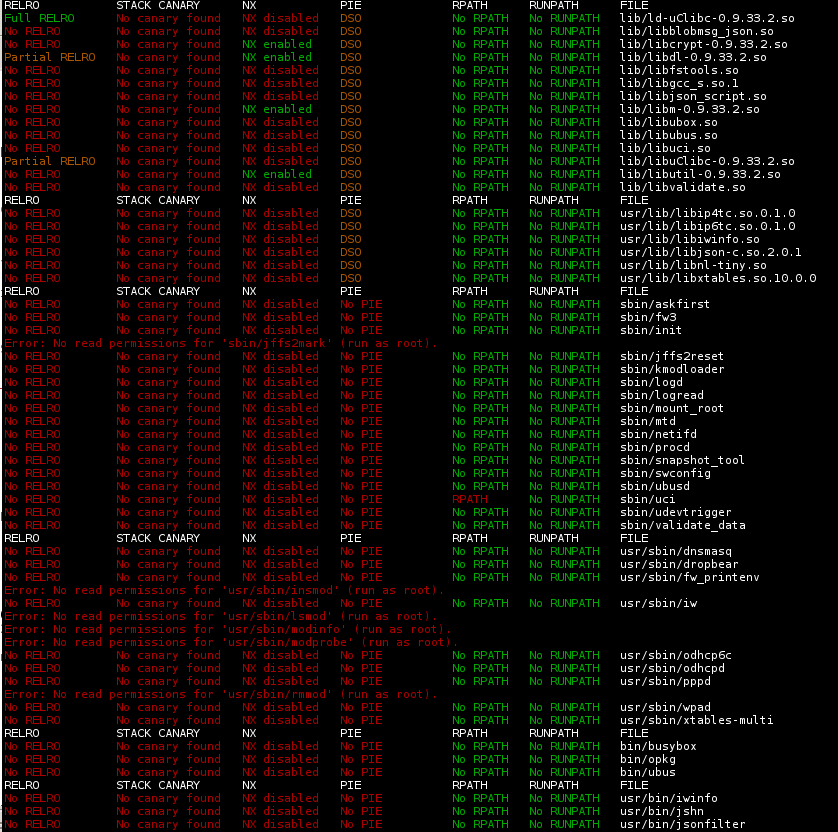 RELRO STACK CANARY NX PIE RPATH RUNPATH FILE
Full RELRO No canary found NX disabled DSO No RPATH No RUNPATH lib/ld-uClibc-0.9.33.2.so
No RELRO No canary found NX disabled DSO No RPATH No RUNPATH lib/libblobmsg_json.so
No RELRO No canary found NX enabled DSO No RPATH No RUNPATH lib/libcrypt-0.9.33.2.so
Partial RELRO No canary found NX enabled DSO No RPATH No RUNPATH lib/libdl-0.9.33.2.so
No RELRO No canary found NX disabled DSO No RPATH No RUNPATH lib/libfstools.so
No RELRO No canary found NX disabled DSO No RPATH No RUNPATH lib/libgcc_s.so.1
No RELRO No canary found NX disabled DSO No RPATH No RUNPATH lib/libjson_script.so
No RELRO No canary found NX enabled DSO No RPATH No RUNPATH lib/libm-0.9.33.2.so
No RELRO No canary found NX disabled DSO No RPATH No RUNPATH lib/libubox.so
No RELRO No canary found NX disabled DSO No RPATH No RUNPATH lib/libubus.so
No RELRO No canary found NX disabled DSO No RPATH No RUNPATH lib/libuci.so
Partial RELRO No canary found NX disabled DSO No RPATH No RUNPATH lib/libuClibc-0.9.33.2.so
No RELRO No canary found NX enabled DSO No RPATH No RUNPATH lib/libutil-0.9.33.2.so
No RELRO No canary found NX disabled DSO No RPATH No RUNPATH lib/libvalidate.so
RELRO STACK CANARY NX PIE RPATH RUNPATH FILE
No RELRO No canary found NX disabled DSO No RPATH No RUNPATH usr/lib/libip4tc.so.0.1.0
No RELRO No canary found NX disabled DSO No RPATH No RUNPATH usr/lib/libip6tc.so.0.1.0
No RELRO No canary found NX disabled DSO No RPATH No RUNPATH usr/lib/libiwinfo.so
No RELRO No canary found NX disabled DSO No RPATH No RUNPATH usr/lib/libjson-c.so.2.0.1
No RELRO No canary found NX disabled DSO No RPATH No RUNPATH usr/lib/libnl-tiny.so
No RELRO No canary found NX disabled DSO No RPATH No RUNPATH usr/lib/libxtables.so.10.0.0
RELRO STACK CANARY NX PIE RPATH RUNPATH FILE
No RELRO No canary found NX disabled No PIE No RPATH No RUNPATH sbin/askfirst
No RELRO No canary found NX disabled No PIE No RPATH No RUNPATH sbin/fw3
No RELRO No canary found NX disabled No PIE No RPATH No RUNPATH sbin/init
Error: No read permissions for 'sbin/jffs2mark' (run as root).
No RELRO No canary found NX disabled No PIE No RPATH No RUNPATH sbin/jffs2reset
No RELRO No canary found NX disabled No PIE No RPATH No RUNPATH sbin/kmodloader
No RELRO No canary found NX disabled No PIE No RPATH No RUNPATH sbin/logd
No RELRO No canary found NX disabled No PIE No RPATH No RUNPATH sbin/logread
No RELRO No canary found NX disabled No PIE No RPATH No RUNPATH sbin/mount_root
No RELRO No canary found NX disabled No PIE No RPATH No RUNPATH sbin/mtd
No RELRO No canary found NX disabled No PIE No RPATH No RUNPATH sbin/netifd
No RELRO No canary found NX disabled No PIE No RPATH No RUNPATH sbin/procd
No RELRO No canary found NX disabled No PIE No RPATH No RUNPATH sbin/snapshot_tool
No RELRO No canary found NX disabled No PIE No RPATH No RUNPATH sbin/swconfig
No RELRO No canary found NX disabled No PIE No RPATH No RUNPATH sbin/ubusd
No RELRO No canary found NX disabled No PIE RPATH No RUNPATH sbin/uci
No RELRO No canary found NX disabled No PIE No RPATH No RUNPATH sbin/udevtrigger
No RELRO No canary found NX disabled No PIE No RPATH No RUNPATH sbin/validate_data
RELRO STACK CANARY NX PIE RPATH RUNPATH FILE
No RELRO No canary found NX disabled No PIE No RPATH No RUNPATH usr/sbin/dnsmasq
No RELRO No canary found NX disabled No PIE No RPATH No RUNPATH usr/sbin/dropbear
No RELRO No canary found NX disabled No PIE No RPATH No RUNPATH usr/sbin/fw_printenv
Error: No read permissions for 'usr/sbin/insmod' (run as root).
No RELRO No canary found NX disabled No PIE No RPATH No RUNPATH usr/sbin/iw
Error: No read permissions for 'usr/sbin/lsmod' (run as root).
Error: No read permissions for 'usr/sbin/modinfo' (run as root).
Error: No read permissions for 'usr/sbin/modprobe' (run as root).
No RELRO No canary found NX disabled No PIE No RPATH No RUNPATH usr/sbin/odhcp6c
No RELRO No canary found NX disabled No PIE No RPATH No RUNPATH usr/sbin/odhcpd
No RELRO No canary found NX disabled No PIE No RPATH No RUNPATH usr/sbin/pppd
Error: No read permissions for 'usr/sbin/rmmod' (run as root).
No RELRO No canary found NX disabled No PIE No RPATH No RUNPATH usr/sbin/wpad
No RELRO No canary found NX disabled No PIE No RPATH No RUNPATH usr/sbin/xtables-multi
RELRO STACK CANARY NX PIE RPATH RUNPATH FILE
No RELRO No canary found NX disabled No PIE No RPATH No RUNPATH bin/busybox
No RELRO No canary found NX disabled No PIE No RPATH No RUNPATH bin/opkg
No RELRO No canary found NX disabled No PIE No RPATH No RUNPATH bin/ubus
RELRO STACK CANARY NX PIE RPATH RUNPATH FILE
No RELRO No canary found NX disabled No PIE No RPATH No RUNPATH usr/bin/iwinfo
No RELRO No canary found NX disabled No PIE No RPATH No RUNPATH usr/bin/jshn
No RELRO No canary found NX disabled No PIE No RPATH No RUNPATH usr/bin/jsonfilter